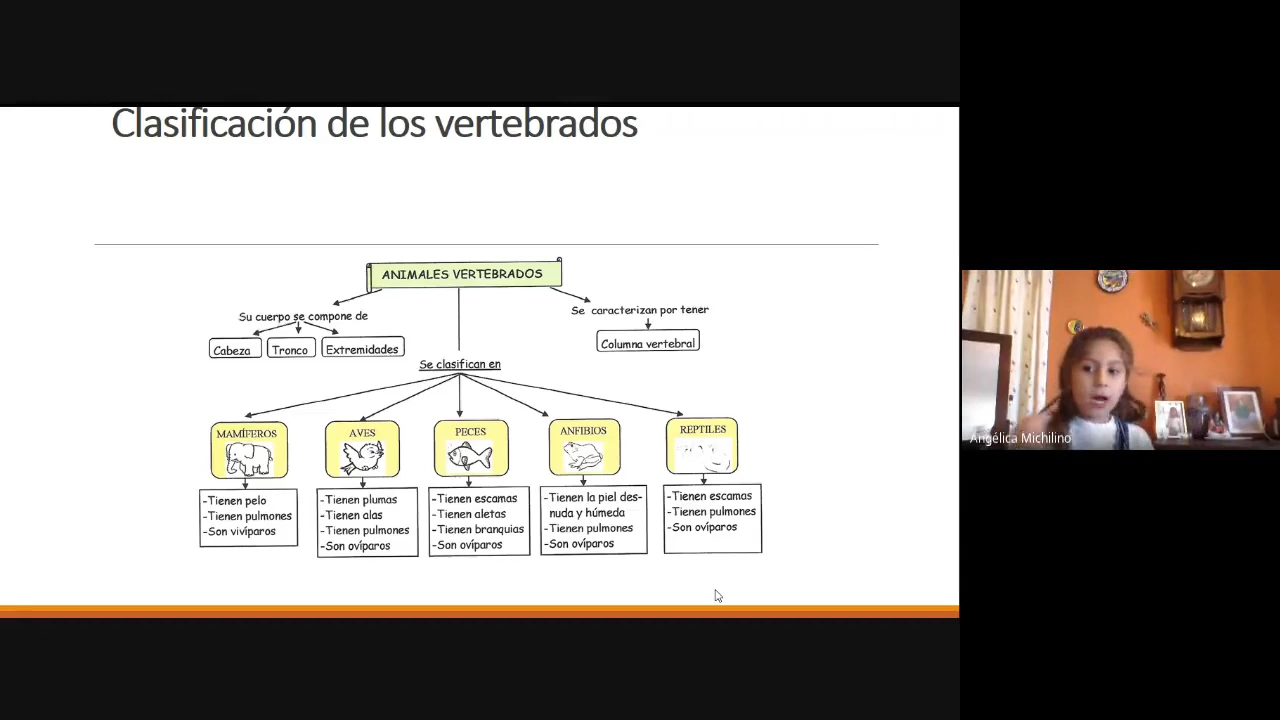 Clasificación de los vertebrados
ANIMALES VERTEBRADOS
Su cuerpo se compone de
Se caracterizan por tener
Cabeza
Tronco
Extremidades
Columna vertebral
Se clasifican en
MAMÍFEROS
AVES
PECES
ANFIBIOS
REPTILES
-Tienen pelo
-Tienen pulmones
-Son vivíparos
-Tienen plumas
-Tienen alas
-Tienen pulmones
-Son ovíparos
-Tienen escamas
-Tienen aletas
-Tienen branquias
-Son ovíparos
-Tienen la piel des-
nuda y húmeda
-Tienen pulmones
-Son ovíparos
-Tienen escamas
-Tienen pulmones
-Son ovíparos
Angélica Michilino